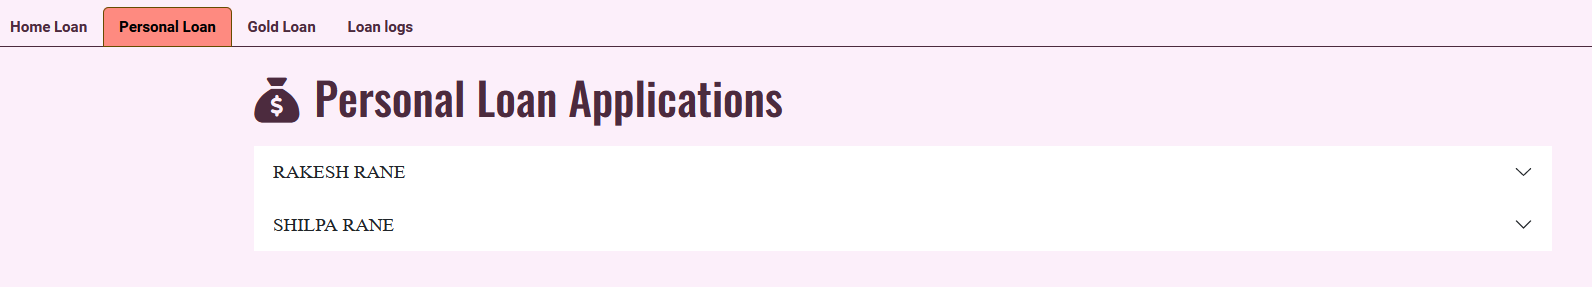 Home Loan Personal Loan Gold Loan Loan logs
$ Personal Loan Applications
RAKESH RANE
SHILPA RANE